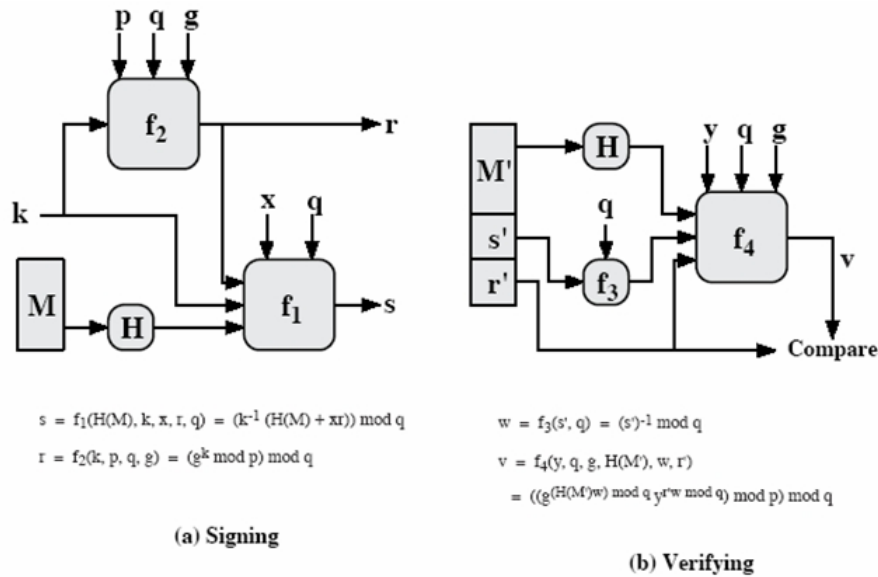 p q g
f2
r
k
x q
M
H
f1
s
s = f1(H(M), k, x, r, q) = (k-1 (H(M) + xr)) mod q
r = f2(k, p, q, g) = (gk mod p) mod q
(a) Signing
y q g
M'
H
q
s'
f3
f4
v
r'
Compare
w = f3(s', q) = (s')-1 mod q
v = f4(y, q, g, H(M'), w, r')
= ((g(H(M')w) mod q yr'w mod q) mod p) mod q
(b) Verifying